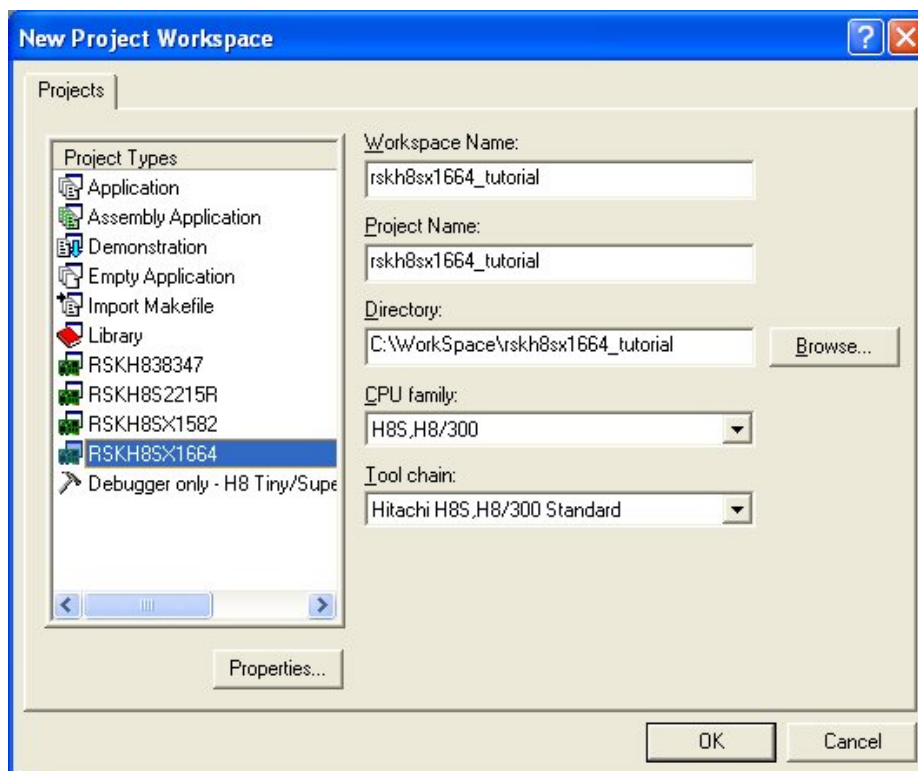 New Project Workspace
Projects
Project Types
Application
Assembly Application
Demonstration
Empty Application
Import Makefile
Library
RSKH838347
RSKH8S2215R
RSKH8SX1582
RSKH8SX1664
Debugger only - H8 Tiny/Supe
Properties...
Workspace Name:
rskh8sx1664_tutorial
Project Name:
rskh8sx1664_tutorial
Directory:
C:\WorkSpace\rskh8sx1664_tutorial
Browse...
CPU family:
H8S,H8/300
Tool chain:
Hitachi H8S,H8/300 Standard
OK
Cancel